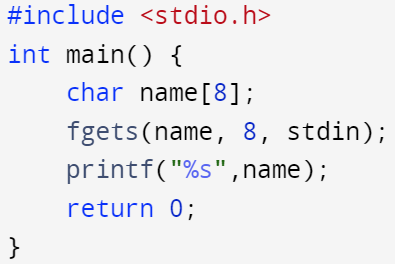 #include <stdio.h>
int main() {
    char name[8];
    fgets(name, 8, stdin);
    printf("%s",name);
    return 0;
}